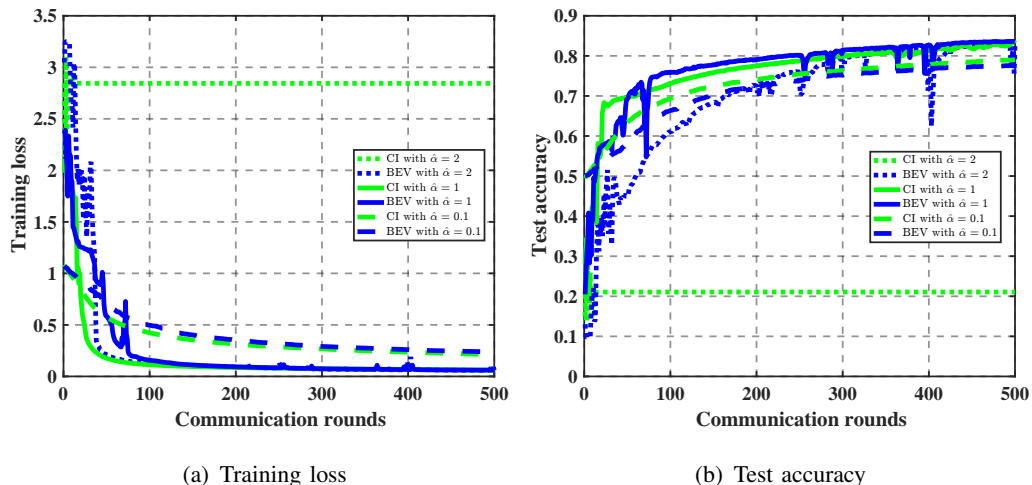 3.5
3
2.5
2
1.5
1
0.5
0
Training loss
0 100 200 300 400 500
Communication rounds
CI with α̂ = 2
BEV with α̂ = 2
CI with α̂ = 1
BEV with α̂ = 1
CI with α̂ = 0.1
BEV with α̂ = 0.1
(a) Training loss
0.9
0.8
0.7
0.6
0.5
0.4
0.3
0.2
0.1
0
Test accuracy
0 100 200 300 400 500
Communication rounds
CI with α̂ = 2
BEV with α̂ = 2
CI with α̂ = 1
BEV with α̂ = 1
CI with α̂ = 0.1
BEV with α̂ = 0.1
(b) Test accuracy